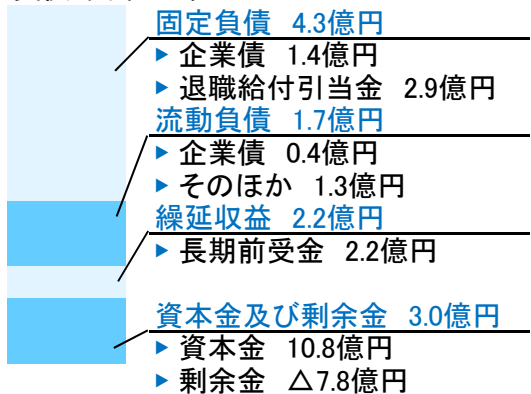 固定負債 4.3億円
▶ 企業債 1.4億円
▶ 退職給付引当金 2.9億円
流動負債 1.7億円
▶ 企業債 0.4億円
▶ そのほか 1.3億円
繰延収益 2.2億円
▶ 長期前受金 2.2億円
資本金及び剰余金 3.0億円
▶ 資本金 10.8億円
▶ 剰余金 △7.8億円